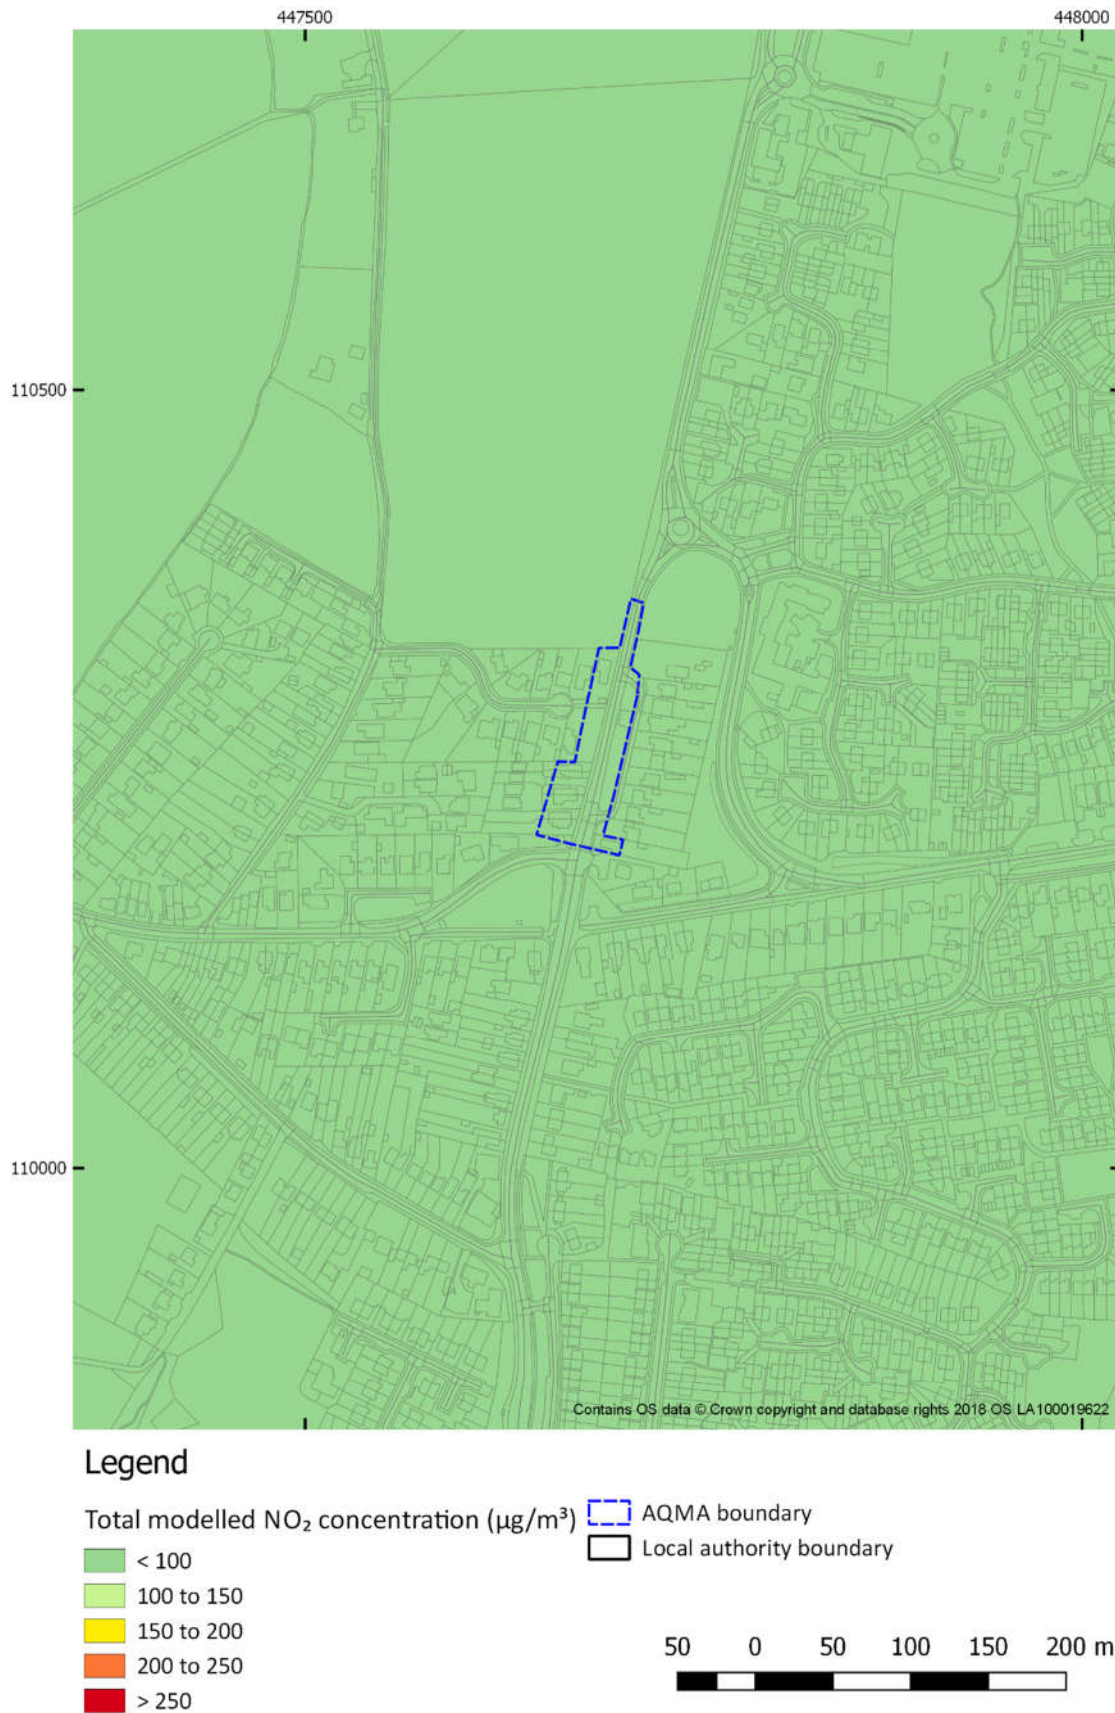 447500 448000
110500
110000
Contains OS data © Crown copyright and database rights 2018 OS LA100019622
Legend
Total modelled NO₂ concentration (µg/m³)
< 100
100 to 150
150 to 200
200 to 250
> 250
AQMA boundary
Local authority boundary
50 0 50 100 150 200 m